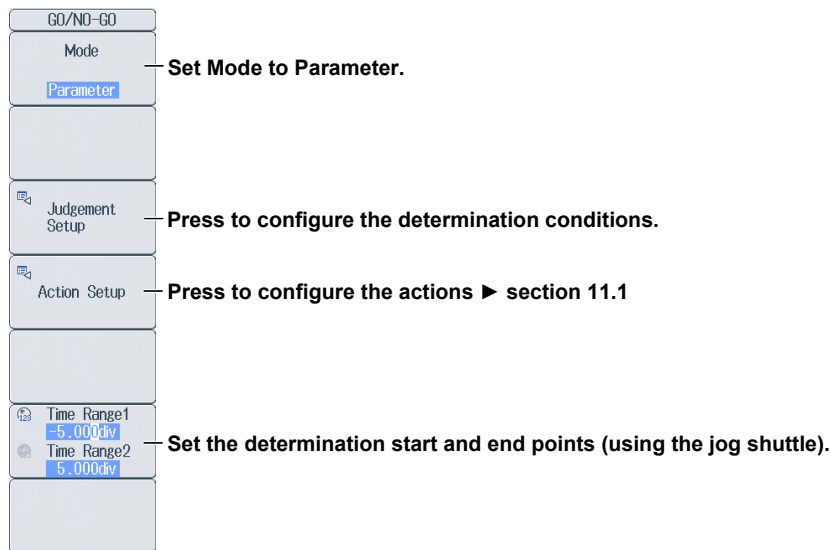 GO/NO-GO
Mode
Parameter
Set Mode to Parameter.
Judgement
Setup
Press to configure the determination conditions.
Action Setup
Press to configure the actions ► section 11.1
Time Range1
-5.000div
Time Range2
5.000div
Set the determination start and end points (using the jog shuttle).